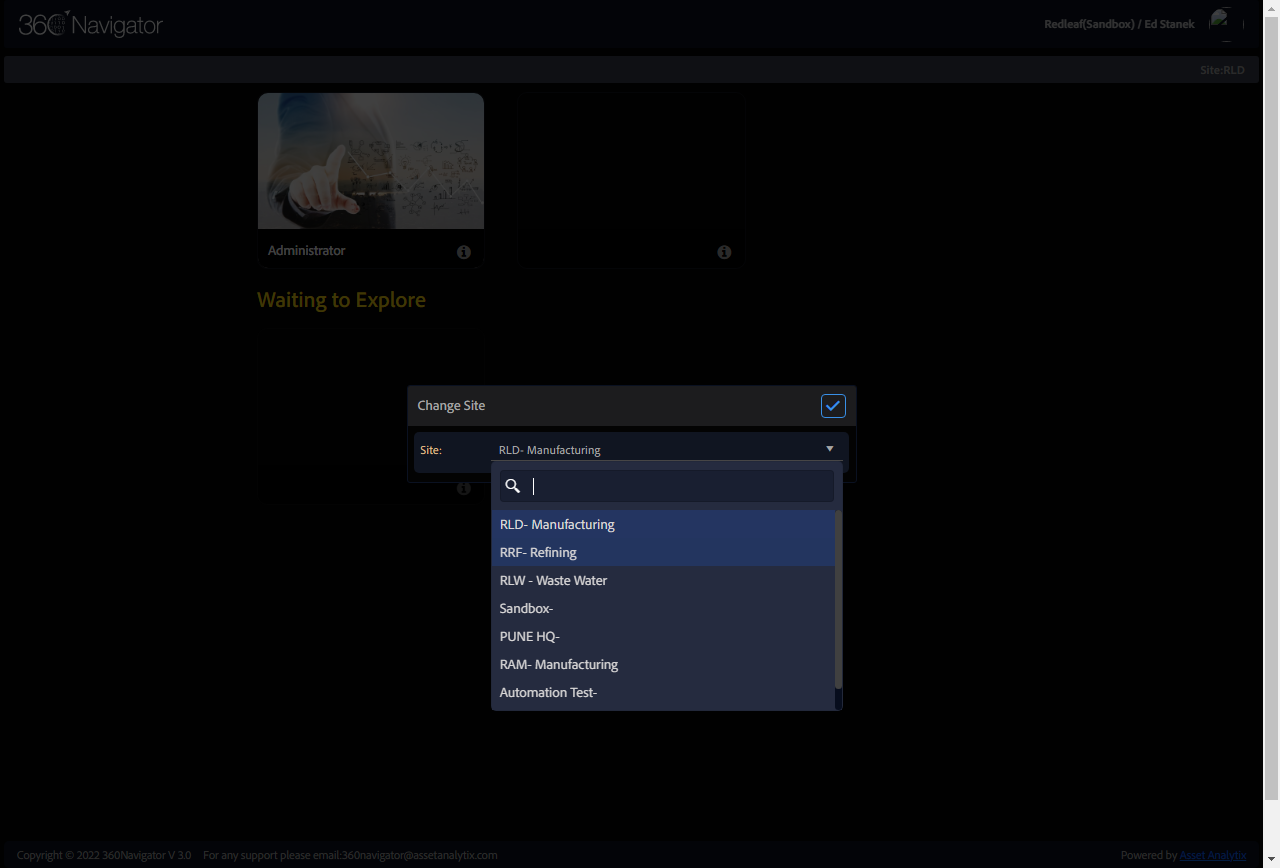 360 Navigator
Redleaf(Sandbox) / Ed Stanek
Site:RLD
Administrator
Waiting to Explore
Change Site
Site:
RLD- Manufacturing
RLD- Manufacturing
RRF- Refining
RLW - Waste Water
Sandbox-
PUNE HQ-
RAM- Manufacturing
Automation Test-
Copyright © 2022 360Navigator V 3.0 For any support please email:360navigator@assetanalytix.com
Powered by Asset Analytix